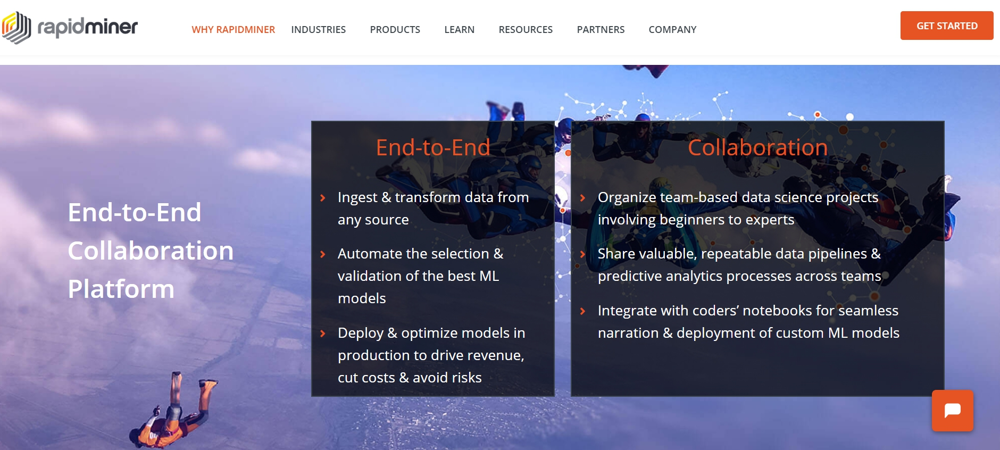 rapidminer
WHY RAPIDMINER
INDUSTRIES
PRODUCTS
LEARN
RESOURCES
PARTNERS
COMPANY
GET STARTED
End-to-End
Collaboration
Platform
End-to-End
Ingest & transform data from
any source
Automate the selection &
validation of the best ML
models
Deploy & optimize models in
production to drive revenue,
cut costs & avoid risks
Collaboration
Organize team-based data science projects
involving beginners to experts
Share valuable, repeatable data pipelines &
predictive analytics processes across teams
Integrate with coders’ notebooks for seamless
narration & deployment of custom ML models